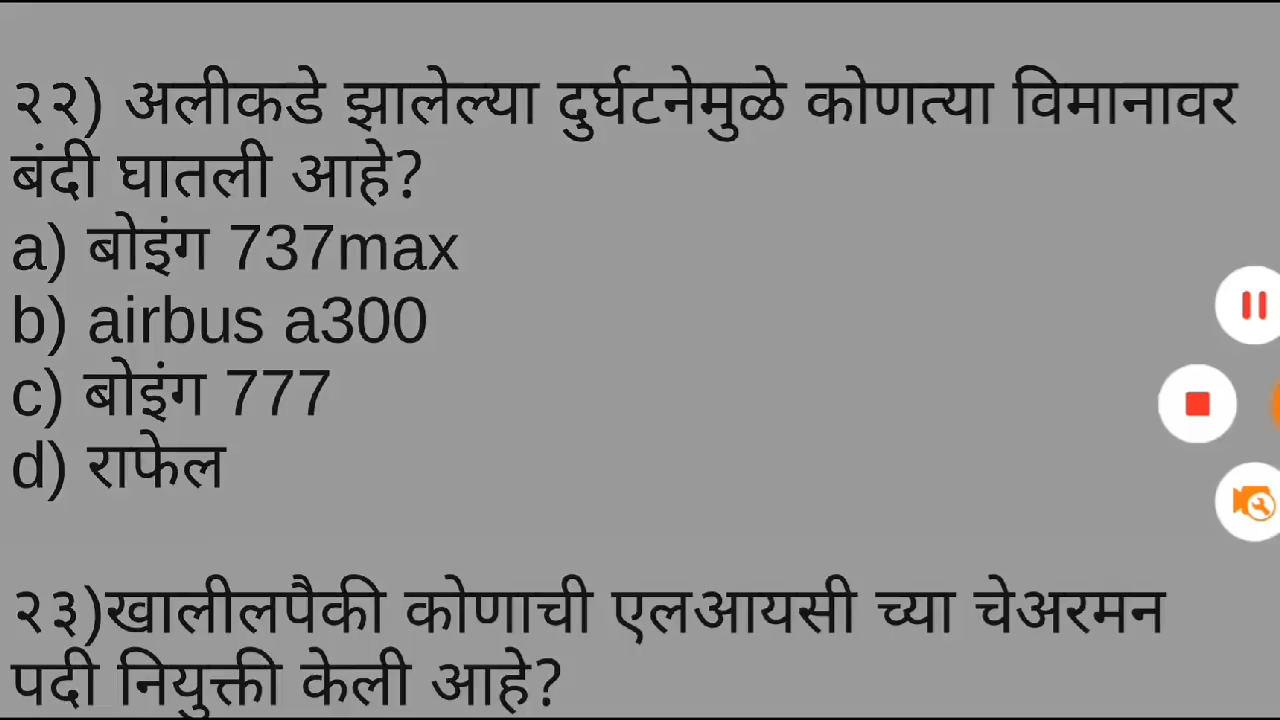 २२) अलीकडे झालेल्या दुर्घटनेमुळे कोणत्या विमानावर
बंदी घातली आहे?
a) बोइंग 737max
b) airbus a300
c) बोइंग 777
d) राफेल
२३)खालीलपैकी कोणाची एलआयसी च्या चेअरमन
पदी नियुक्ती केली आहे?